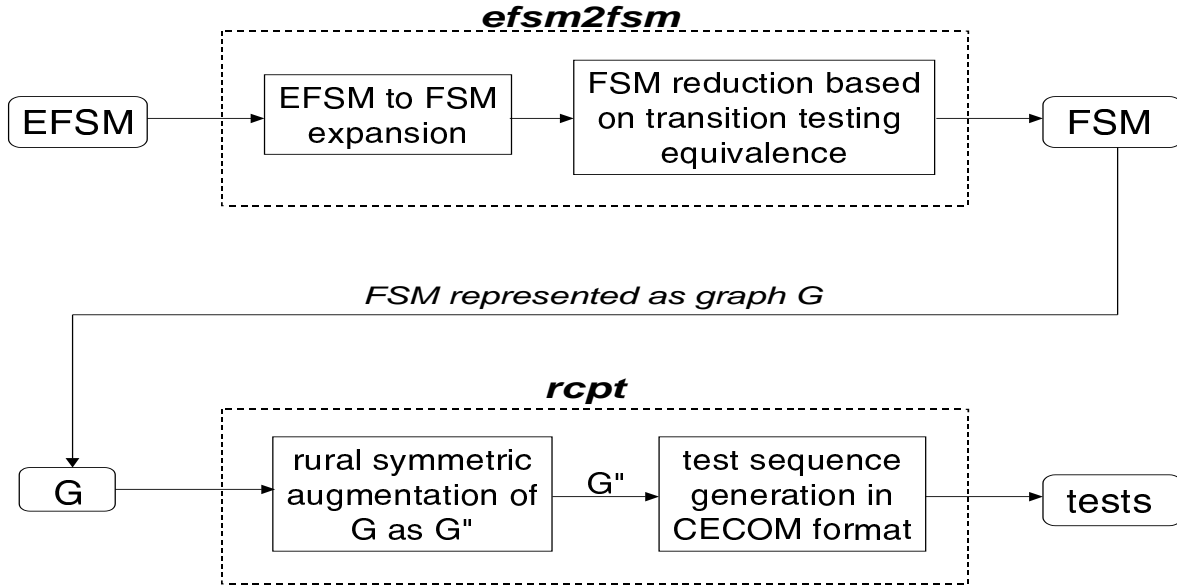 efsm2fsm
EFSM
EFSM to FSM
expansion
FSM reduction based
on transition testing
equivalence
FSM
FSM represented as graph G
rcpt
G
rural symmetric
augmentation of
G as G"
G"
test sequence
generation in
CECOM format
tests